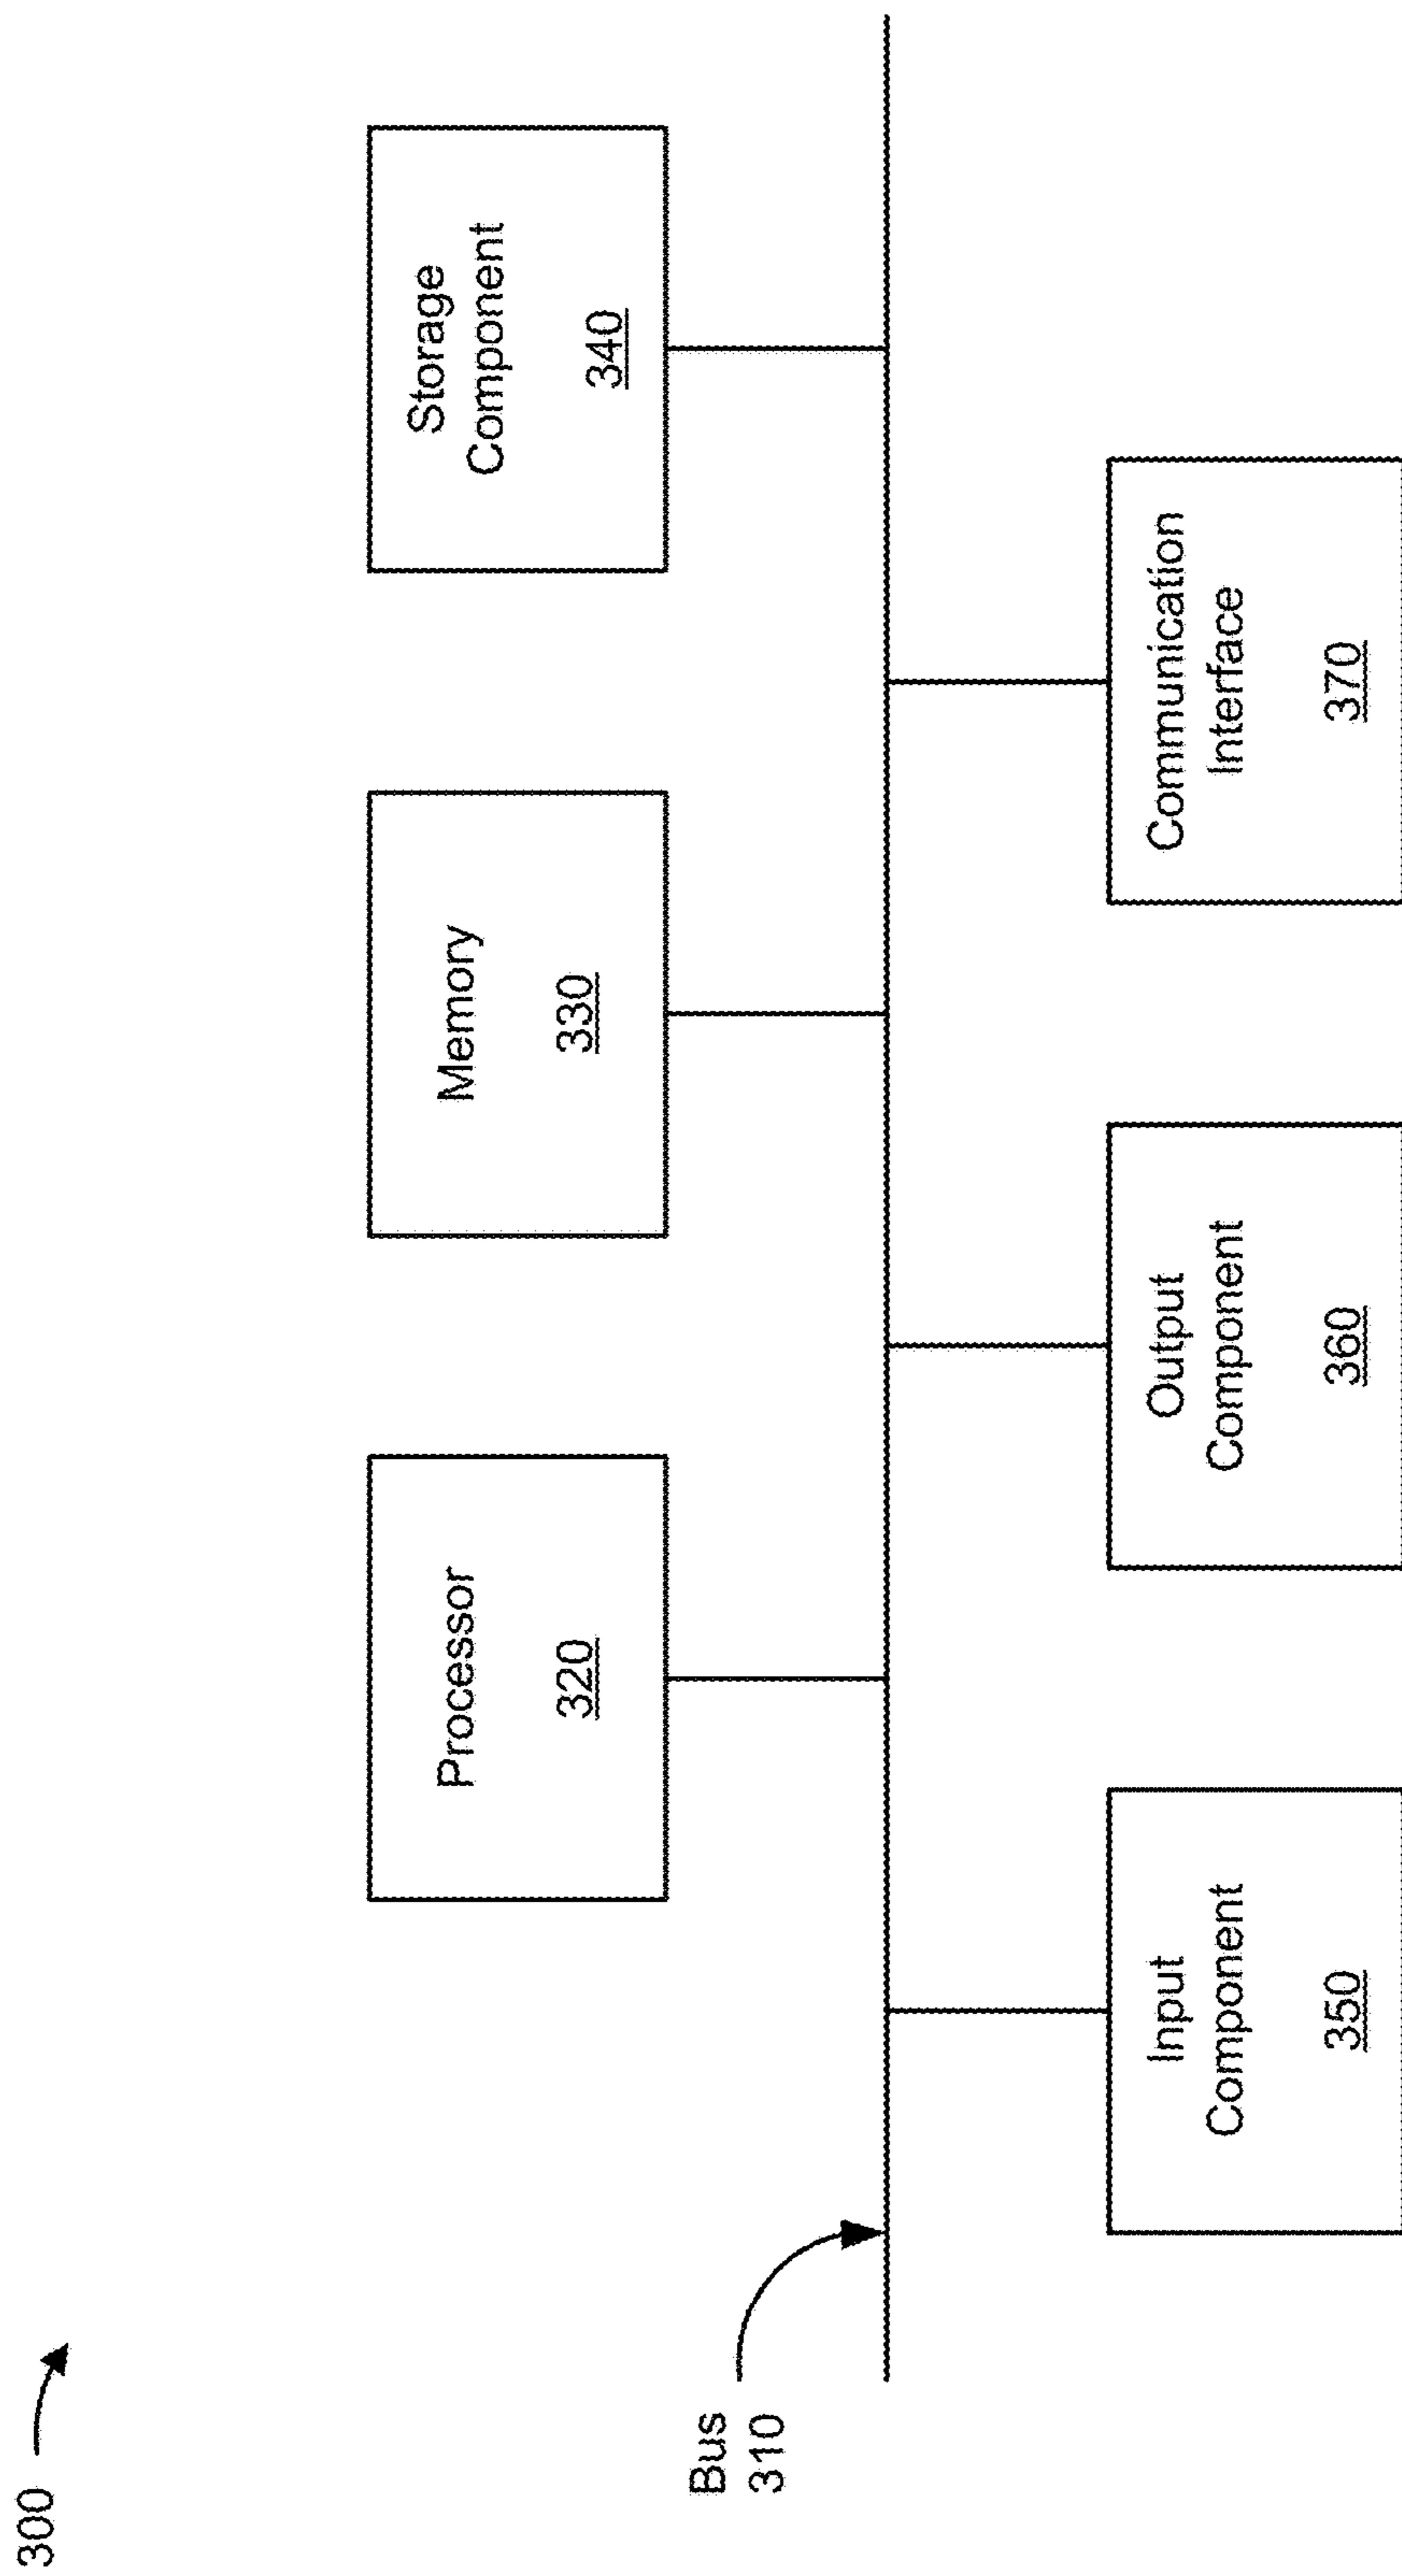 300
Processor
320
Memory
330
Storage
Component
340
Bus
310
Input
Component
350
Output
Component
360
Communication
Interface
370